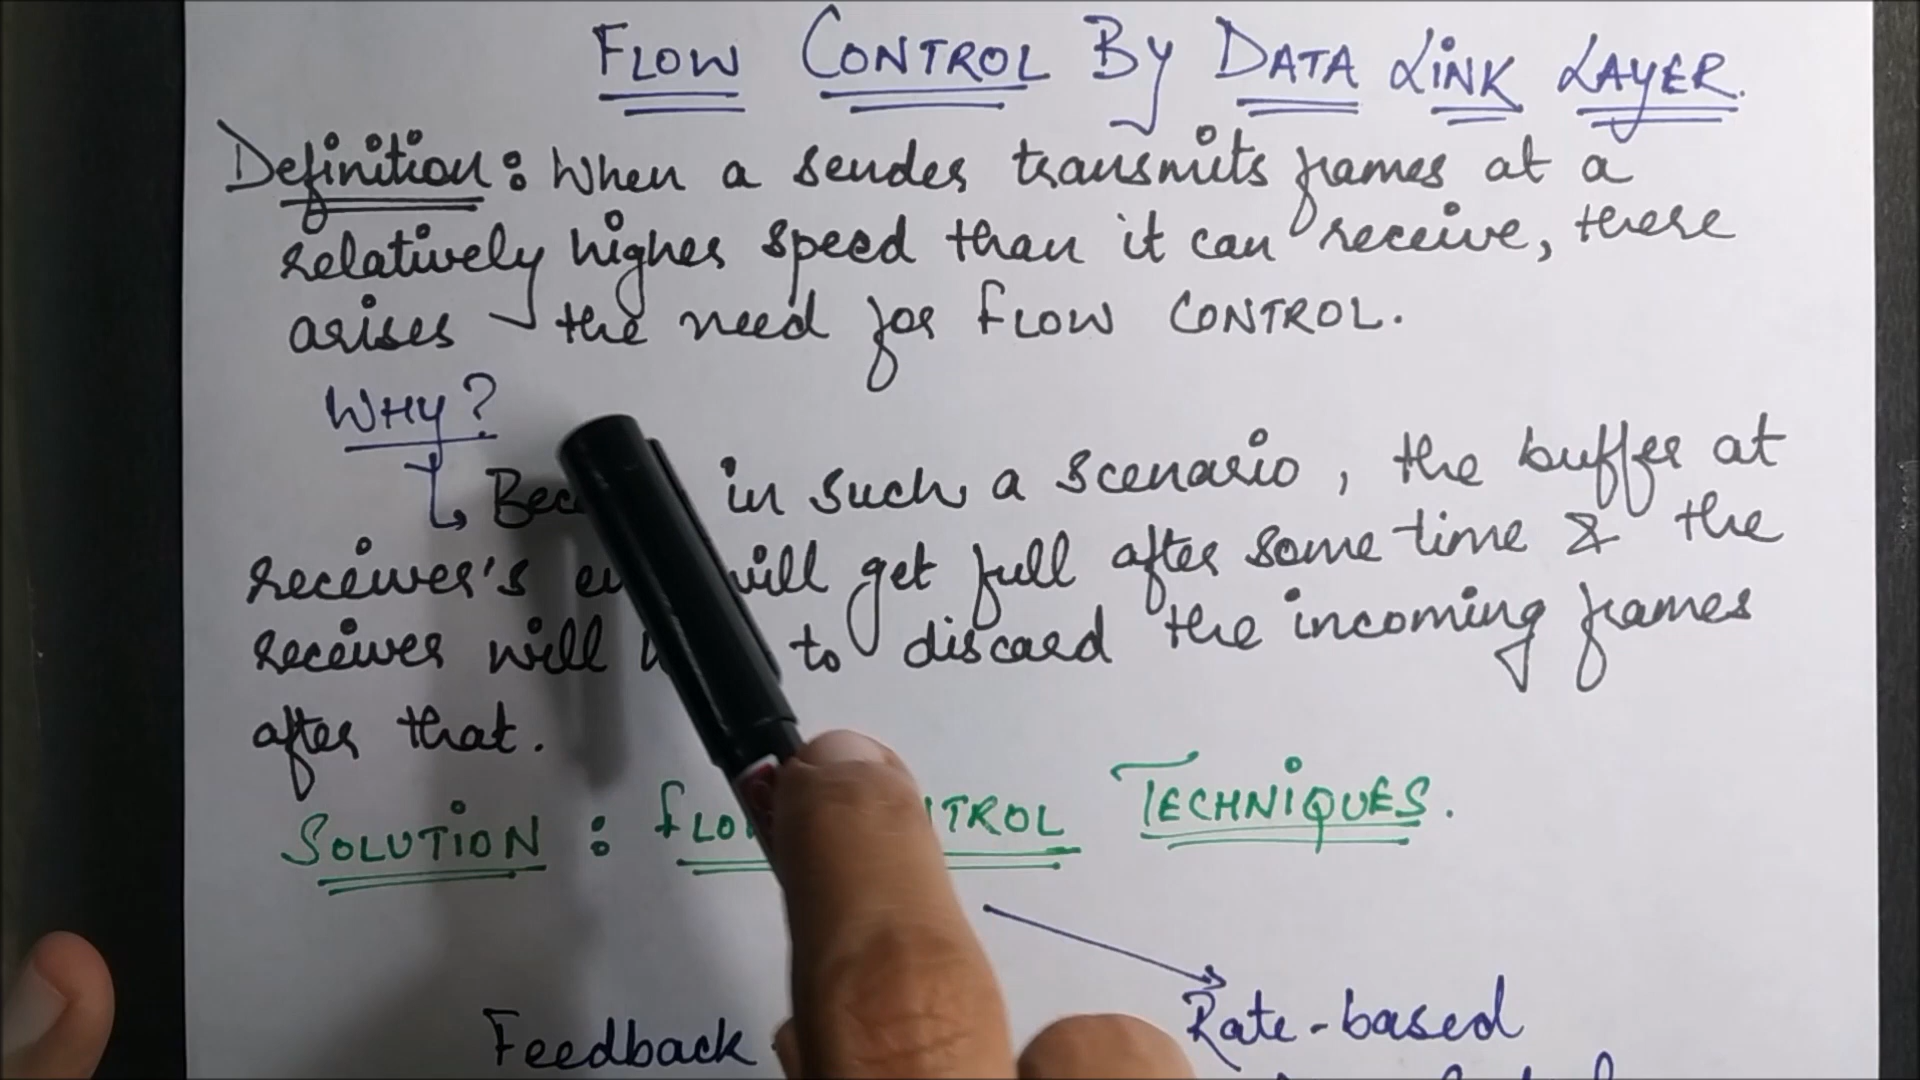 FLOW CONTROL BY DATA LINK LAYER.
Definition: When a sender transmits frames at a
relatively higher speed than it can receive, there
arises the need for FLOW CONTROL.
WHY?
in such a scenario, the buffer at
receiver's will get full after some time & the
receiver will to discard the incoming frames
after that.
SOLUTION: TECHNIQUES.
Feedback Rate-based